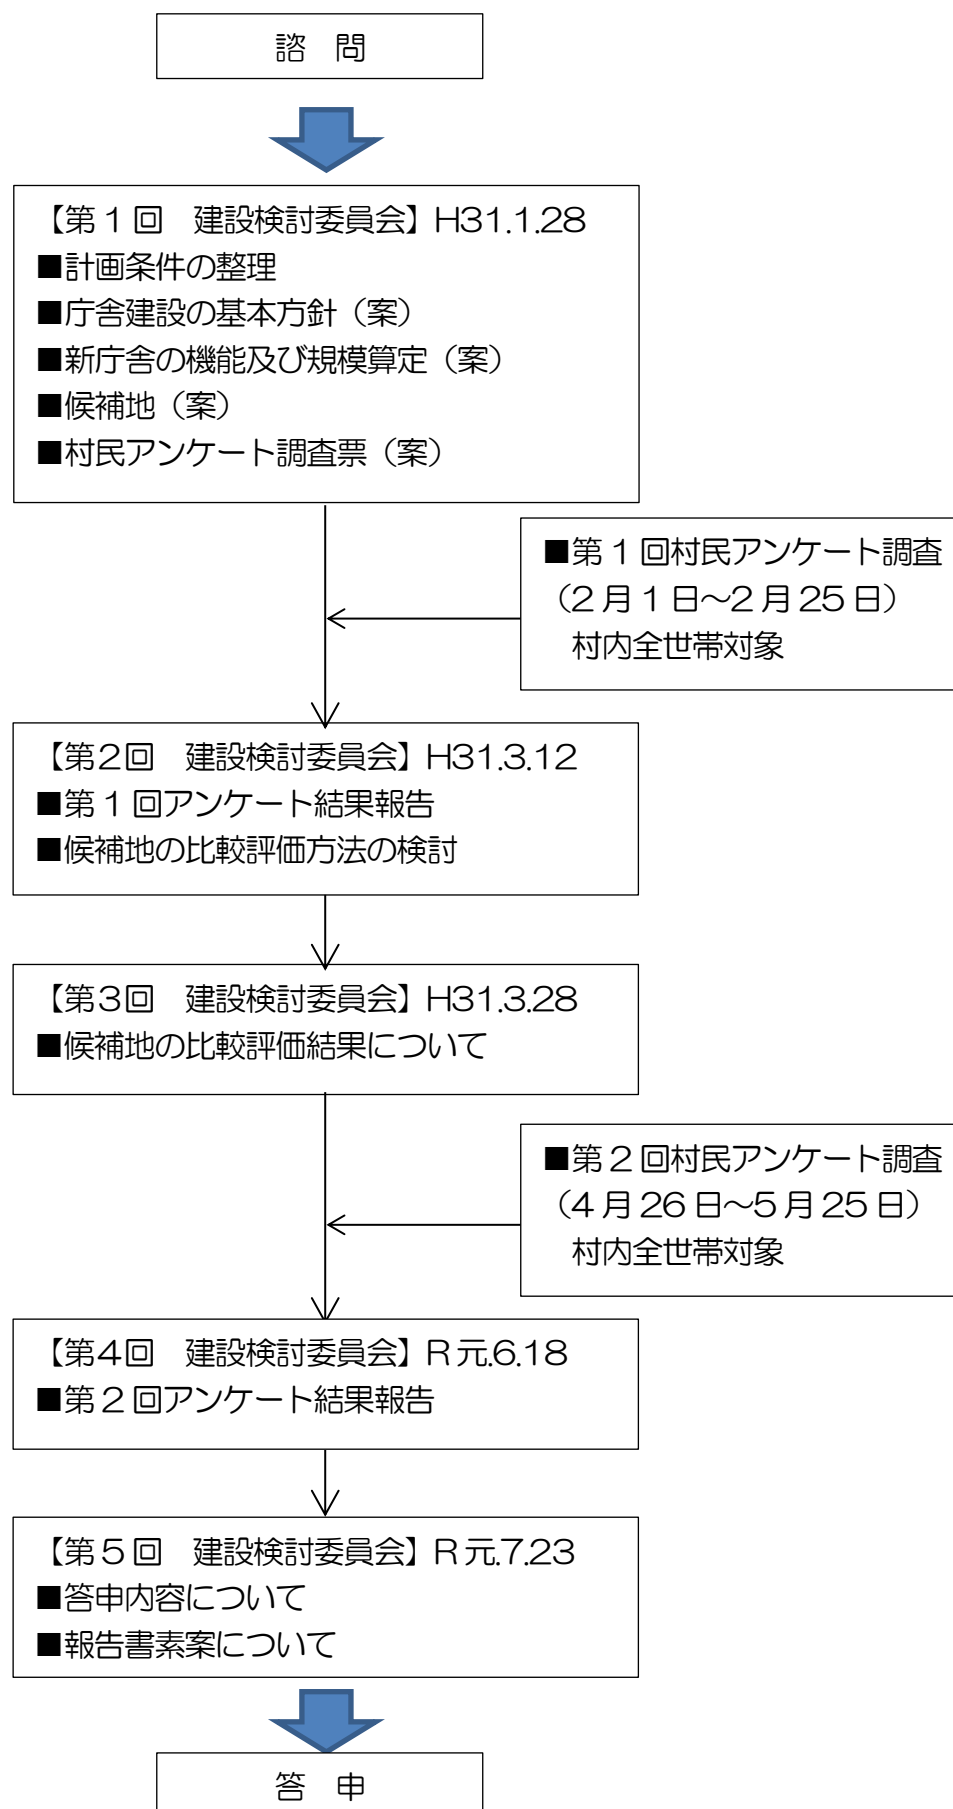 諮　問
【第１回　建設検討委員会】H31.1.28
■計画条件の整理
■庁舎建設の基本方針（案）
■新庁舎の機能及び規模算定（案）
■候補地（案）
■村民アンケート調査票（案）
■第１回村民アンケート調査
（2月1日～2月25日）
村内全世帯対象
【第2回　建設検討委員会】H31.3.12
■第１回アンケート結果報告
■候補地の比較評価方法の検討
【第3回　建設検討委員会】H31.3.28
■候補地の比較評価結果について
■第２回村民アンケート調査
（4月26日～5月25日）
村内全世帯対象
【第4回　建設検討委員会】R元.6.18
■第２回アンケート結果報告
【第５回　建設検討委員会】R元.7.23
■答申内容について
■報告書素案について
答　申